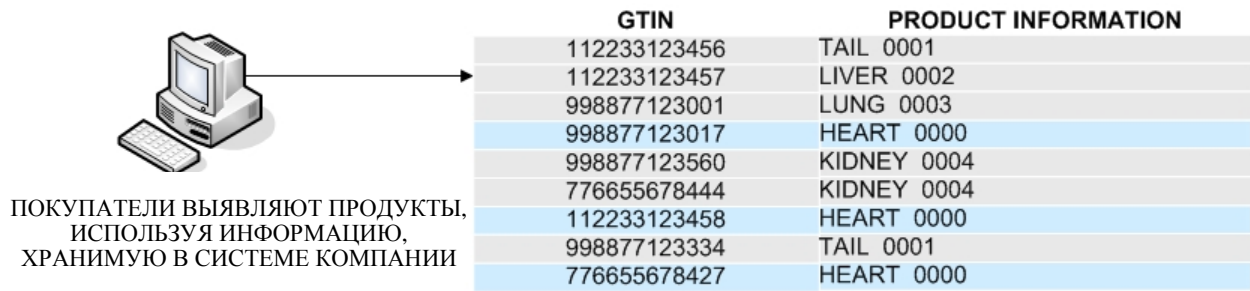 GTIN PRODUCT INFORMATION
112233123456 TAIL 0001
112233123457 LIVER 0002
998877123001 LUNG 0003
998877123017 HEART 0000
998877123560 KIDNEY 0004
776655678444 KIDNEY 0004
112233123458 HEART 0000
998877123334 TAIL 0001
776655678427 HEART 0000
ПОКУПАТЕЛИ ВЫЯВЛЯЮТ ПРОДУКТЫ,
ИСПОЛЬЗУЯ ИНФОРМАЦИЮ,
ХРАНИМУЮ В СИСТЕМЕ КОМПАНИИ